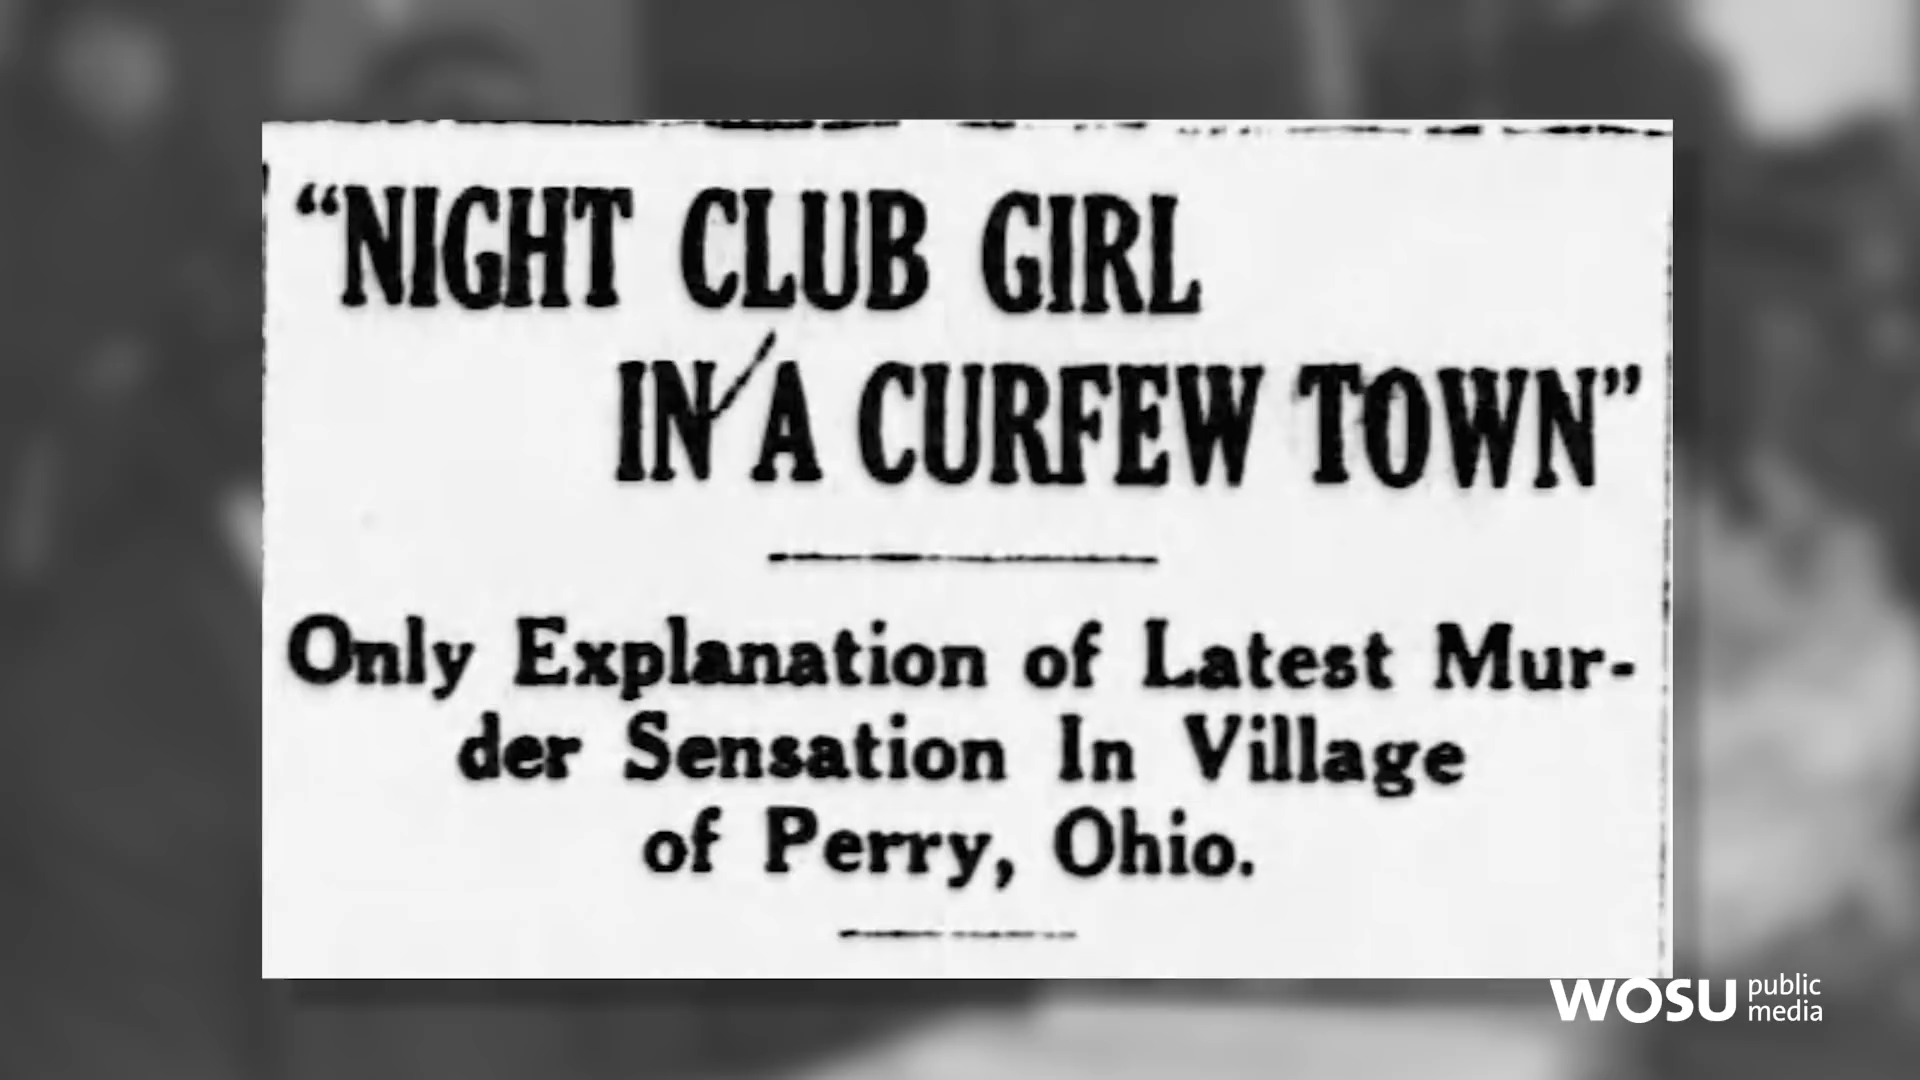 “NIGHT CLUB GIRL
IN A CURFEW TOWN”
Only Explanation of Latest Mur-
der Sensation In Village
of Perry, Ohio.
WOSU public
media